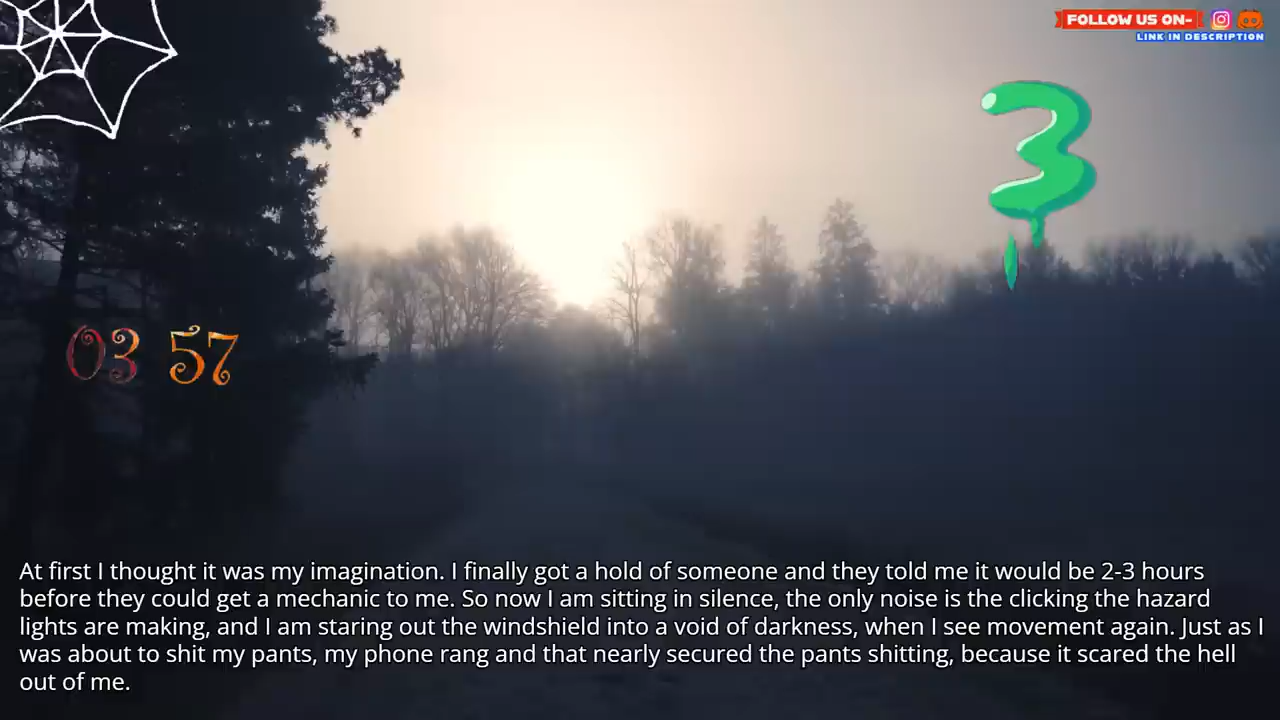 FOLLOW US ON-
LINK IN DESCRIPTION
3
03 57
At first I thought it was my imagination. I finally got a hold of someone and they told me it would be 2-3 hours
before they could get a mechanic to me. So now I am sitting in silence, the only noise is the clicking the hazard
lights are making, and I am staring out the windshield into a void of darkness, when I see movement again. Just as I
was about to shit my pants, my phone rang and that nearly secured the pants shitting, because it scared the hell
out of me.